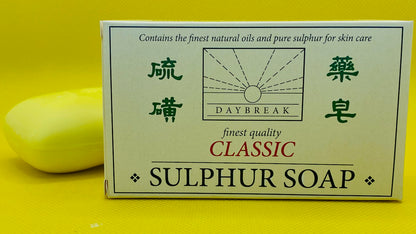 Contains the finest natural oils and pure sulphur for skin care
硫磺
藥皂
DAYBREAK
finest quality
CLASSIC
SULPHUR SOAP